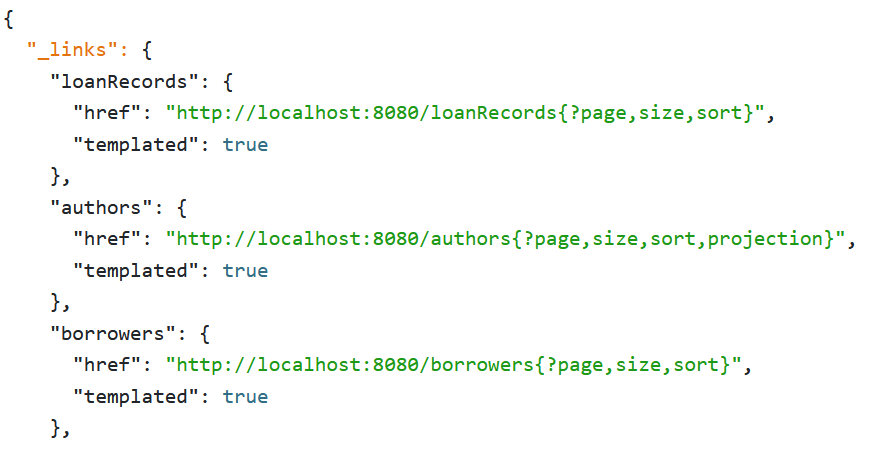 {
  "_links": {
    "loanRecords": {
      "href": "http://localhost:8080/loanRecords{?page,size,sort}",
      "templated": true
    },
    "authors": {
      "href": "http://localhost:8080/authors{?page,size,sort,projection}",
      "templated": true
    },
    "borrowers": {
      "href": "http://localhost:8080/borrowers{?page,size,sort}",
      "templated": true
    },